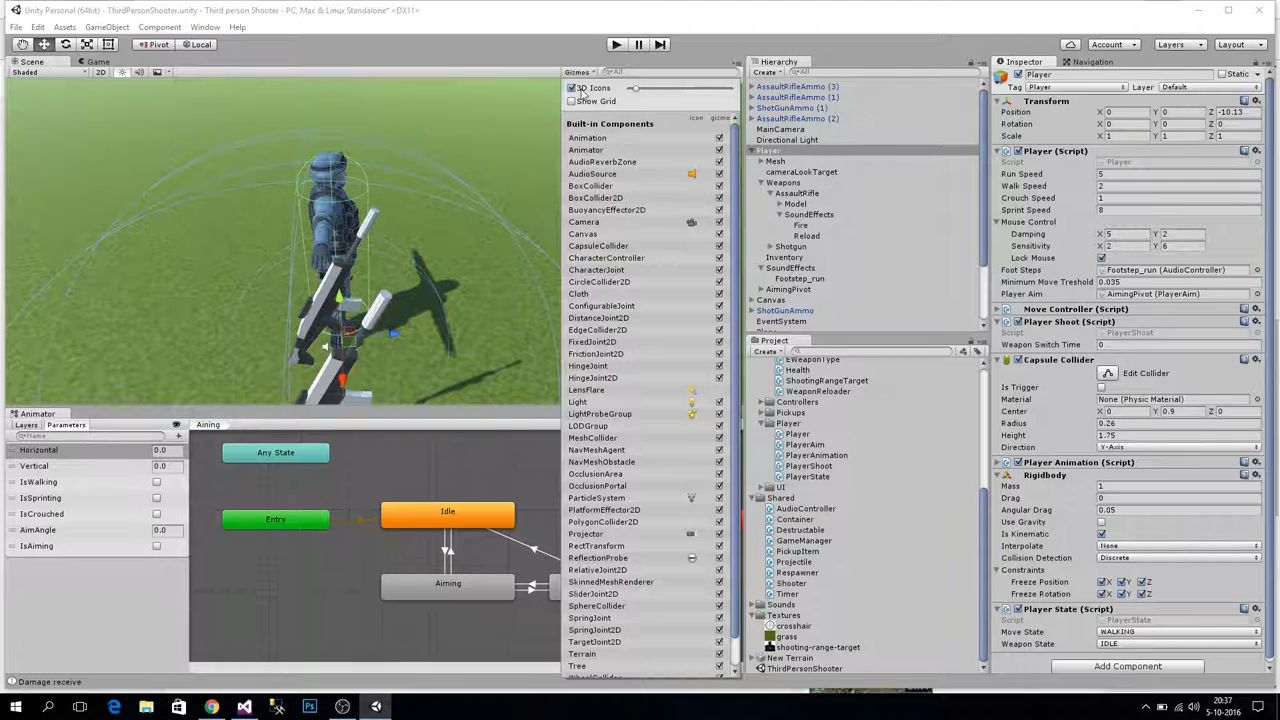 Unity Personal (64bit) - ThirdPersonShooter.unity - Third person Shooter - PC, Mac & Linux Standalone* <DX11>
File Edit Assets GameObject Component Window Help
Pivot Local Account Layers Layout
Scene Game
Shaded 2D Gizmos All
3D Icons
Show Grid
icon gizmo
Built-in Components
Animation
Animator
AudioReverbZone
AudioSource
BoxCollider
BoxCollider2D
BuoyancyEffector2D
Camera
Canvas
CapsuleCollider
CharacterController
CharacterJoint
CircleCollider2D
Cloth
ConfigurableJoint
DistanceJoint2D
EdgeCollider2D
FixedJoint2D
FrictionJoint2D
HingeJoint
HingeJoint2D
LensFlare
Light
LightProbeGroup
LODGroup
MeshCollider
NavMeshAgent
NavMeshObstacle
OcclusionArea
OcclusionPortal
ParticleSystem
PlatformEffector2D
PolygonCollider2D
Projector
RectTransform
ReflectionProbe
RelativeJoint2D
SkinnedMeshRenderer
SliderJoint2D
SphereCollider
SpringJoint
SpringJoint2D
TargetJoint2D
Terrain
Tree
Animator
Layers Parameters
Name
Horizontal 0.0
Vertical 0.0
IsWalking
IsSprinting
IsCrouched
AimAngle 0.0
IsAiming
Aining
Any State
Entry
Idle
Aiming
Damage receive
Hierarchy
Create All
AssaultRifleAmmo (3)
AssaultRifleAmmo (1)
ShotGunAmmo (1)
AssaultRifleAmmo (2)
MainCamera
Directional Light
Player
Mesh
cameraLookTarget
Weapons
AssaultRifle
Model
SoundEffects
Fire
Reload
Shotgun
Inventory
SoundEffects
Footstep_run
AimingPivot
Canvas
ShotGunAmmo
EventSystem
Project
Create
EWeaponType
Health
ShootingRangeTarget
WeaponReloader
Controllers
Pickups
Player
Player
PlayerAim
PlayerAnimation
PlayerShoot
PlayerState
UI
Shared
AudioController
Container
Destructable
GameManager
PickupItem
Projectile
Respawner
Shooter
Timer
Sounds
Textures
crosshair
grass
shooting-range-target
New Terrain
ThirdPersonShooter
Inspector Navigation
Player Static
Tag Player Layer Default
Transform
Position X 0 Y 0 Z -10.13
Rotation X 0 Y 0 Z 0
Scale X 1 Y 1 Z 1
Player (Script)
Script Player
Run Speed 5
Walk Speed 2
Crouch Speed 1
Sprint Speed 8
Mouse Control
Damping X 5 Y 2
Sensitivity X 2 Y 6
Lock Mouse
Foot Steps Footstep_run (AudioController)
Minimum Move Treshold 0.035
Player Aim AimingPivot (PlayerAim)
Move Controller (Script)
Player Shoot (Script)
Script PlayerShoot
Weapon Switch Time 0
Capsule Collider
Edit Collider
Is Trigger
Material None (Physic Material)
Center X 0 Y 0.9 Z 0
Radius 0.26
Height 1.75
Direction Y-Axis
Player Animation (Script)
Rigidbody
Mass 1
Drag 0
Angular Drag 0.05
Use Gravity
Is Kinematic
Interpolate None
Collision Detection Discrete
Constraints
Freeze Position X Y Z
Freeze Rotation X Y Z
Player State (Script)
Script PlayerState
Move State WALKING
Weapon State IDLE
Add Component
20:37
5-10-2016